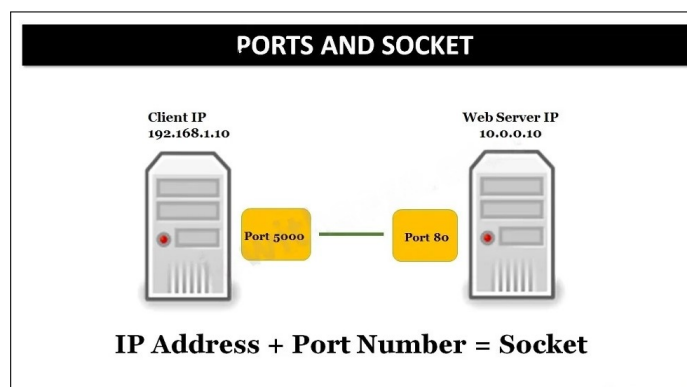 PORTS AND SOCKET
Client IP
192.168.1.10
Web Server IP
10.0.0.10
Port 5000
Port 80
IP Address + Port Number = Socket